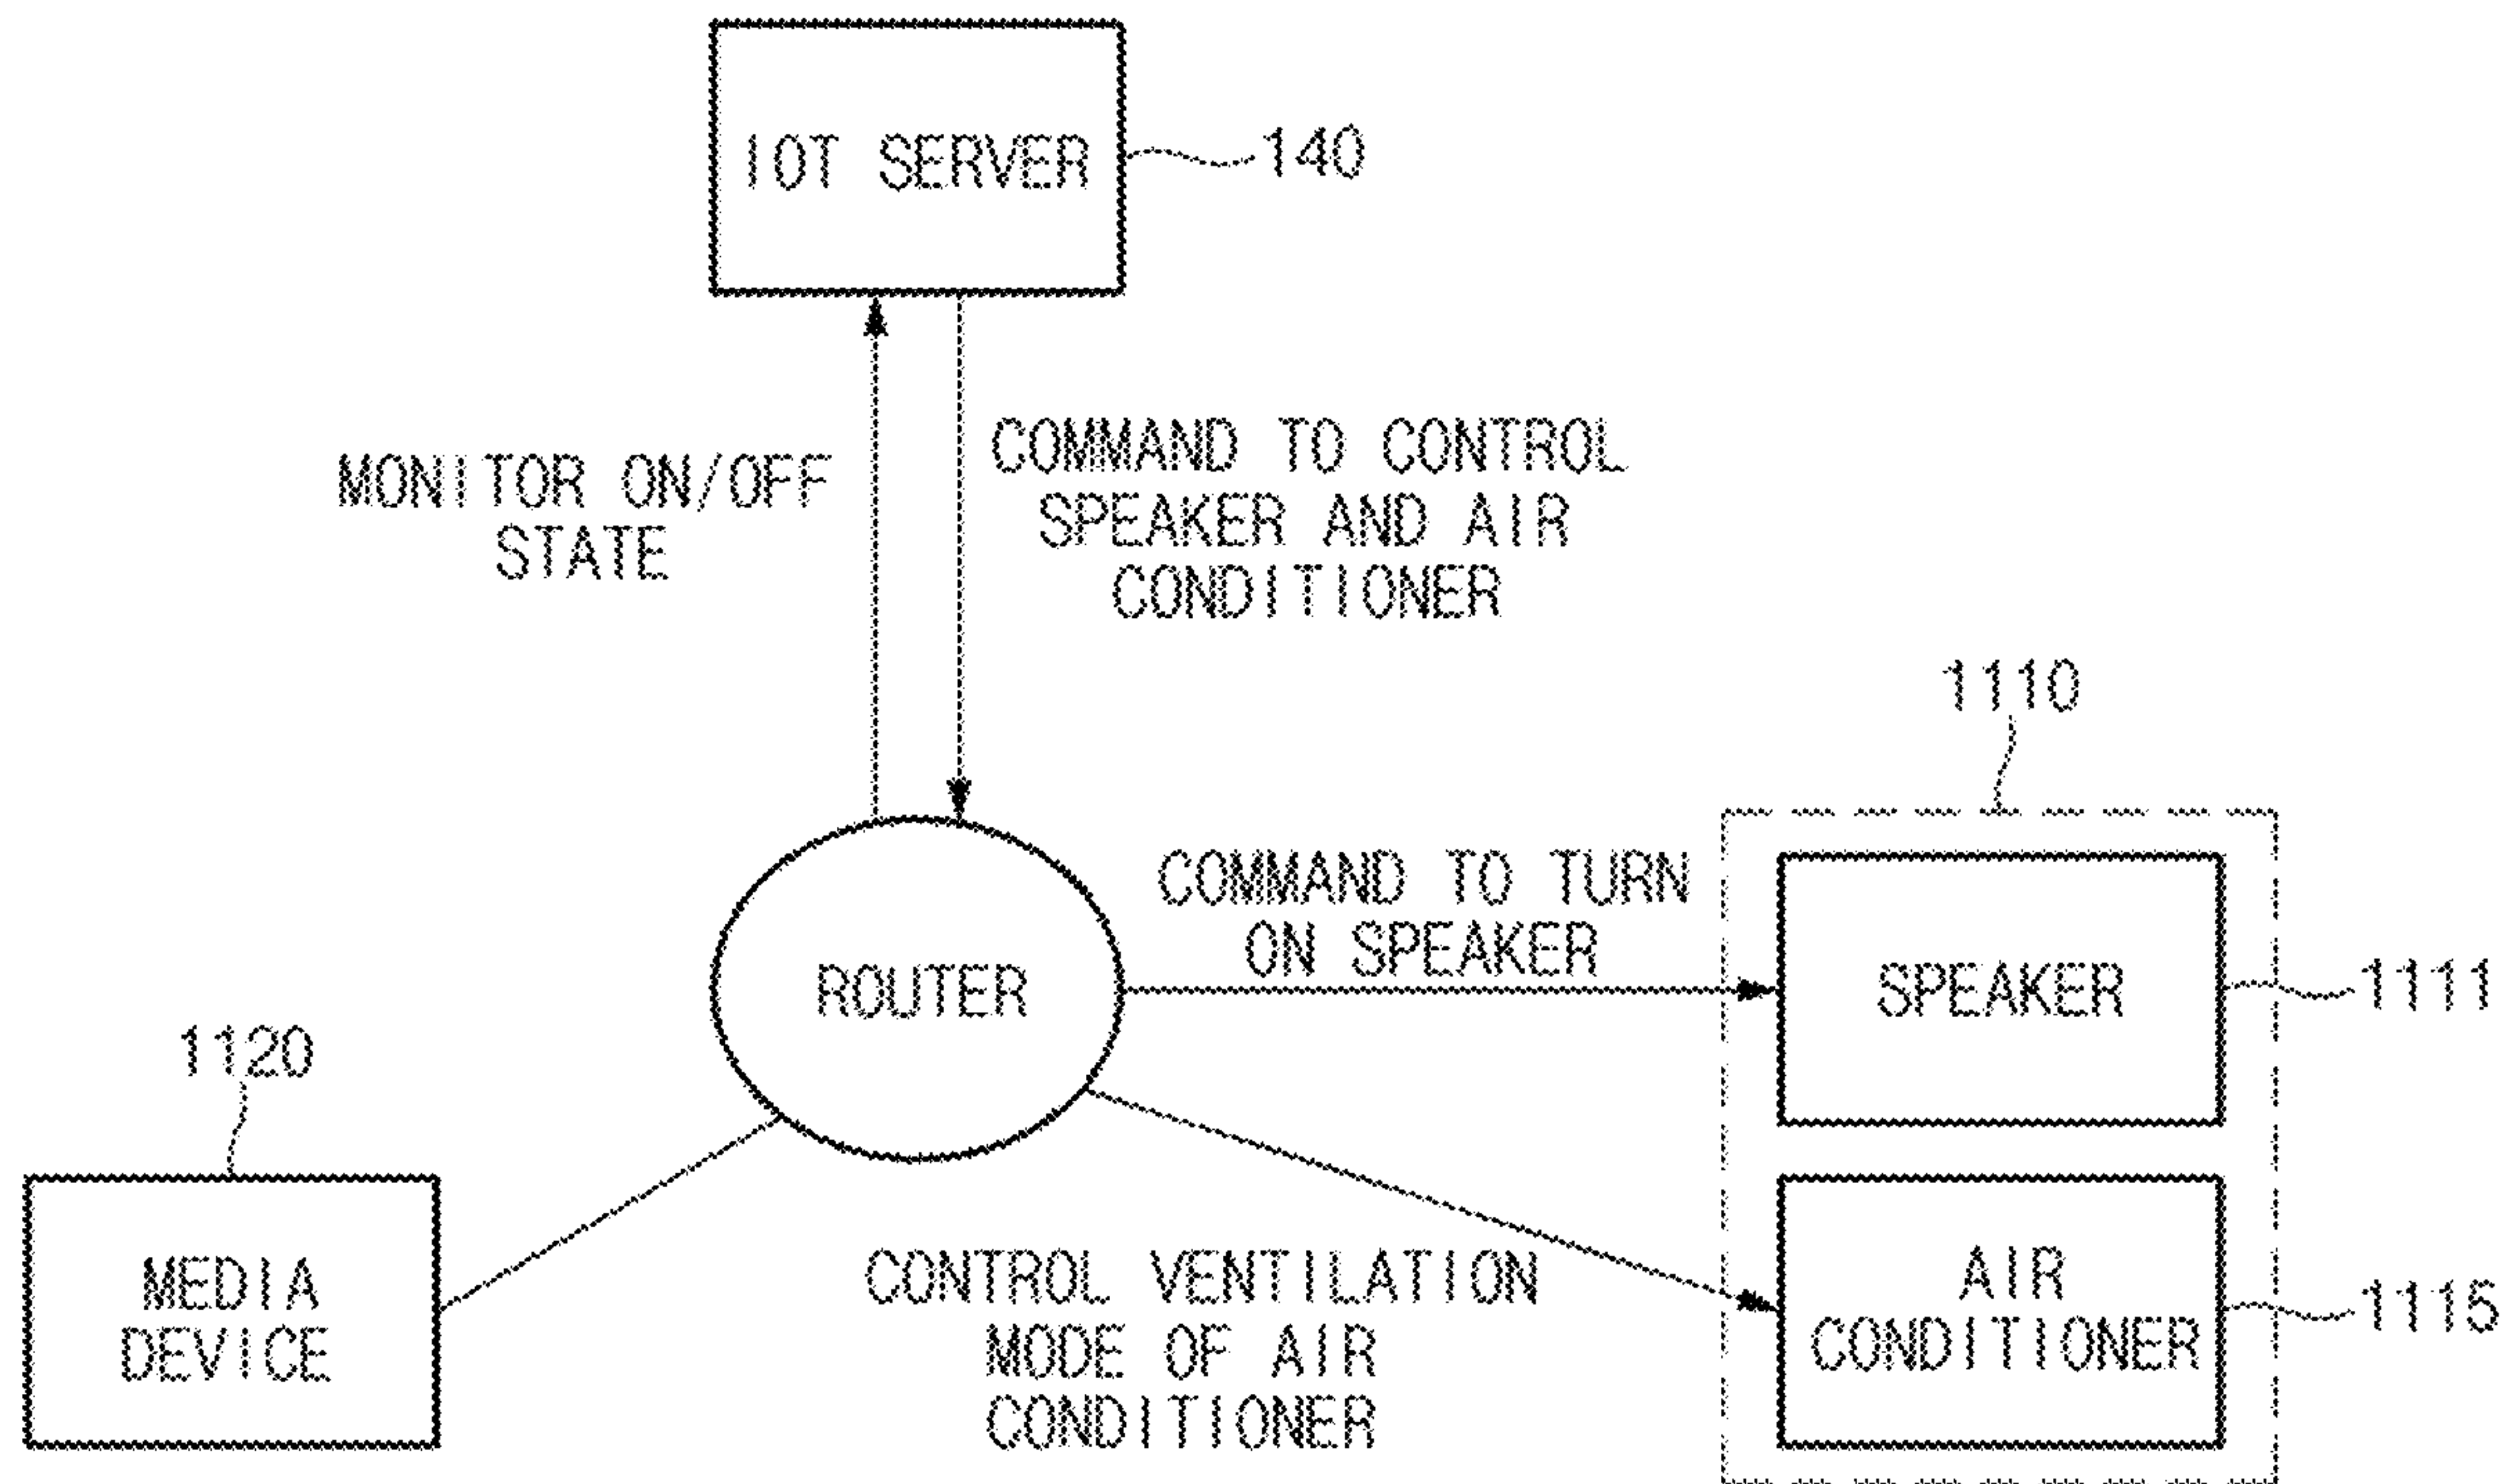 IOT SERVER
140
MONITOR ON/OFF
STATE
COMMAND TO CONTROL
SPEAKER AND AIR
CONDITIONER
1110
COMMAND TO TURN
ON SPEAKER
ROUTER
SPEAKER
1111
1120
MEDIA
DEVICE
CONTROL VENTILATION
MODE OF AIR
CONDITIONER
AIR
CONDITIONER
1115